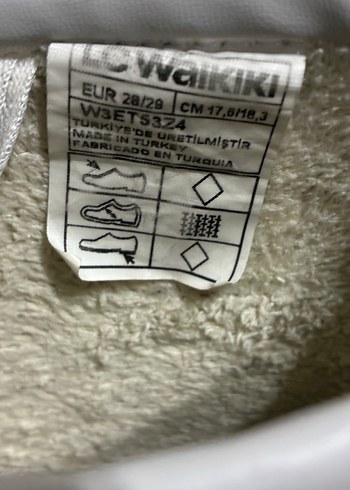 LC Waikiki
EUR 28/29 CM 17,6/18,3
W3ET53Z4
TÜRKİYE'DE ÜRETİLMİŞTİR
MADE IN TURKEY
FABRICADO EN TURQUIA